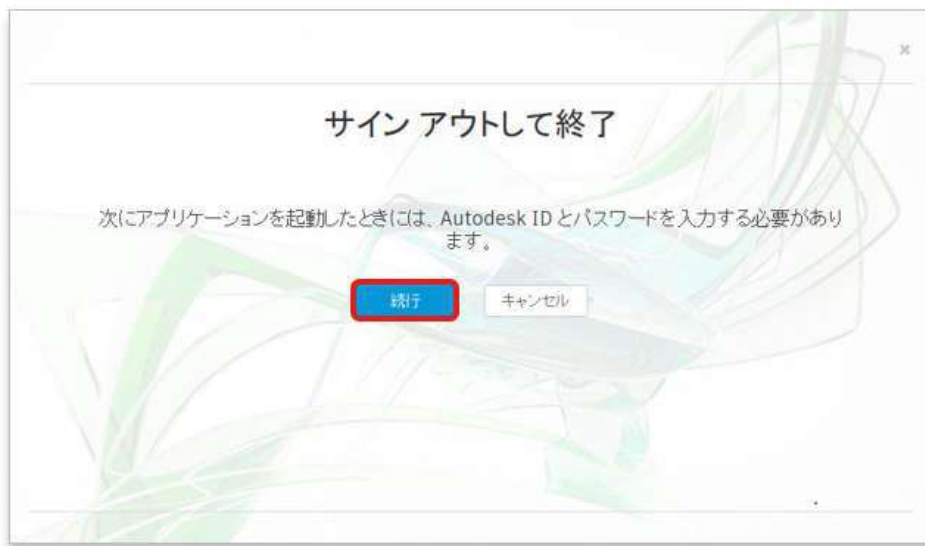 サイン アウトして終了
次にアプリケーションを起動したときには、Autodesk ID とパスワードを入力する必要があり
ます。
続行
キャンセル